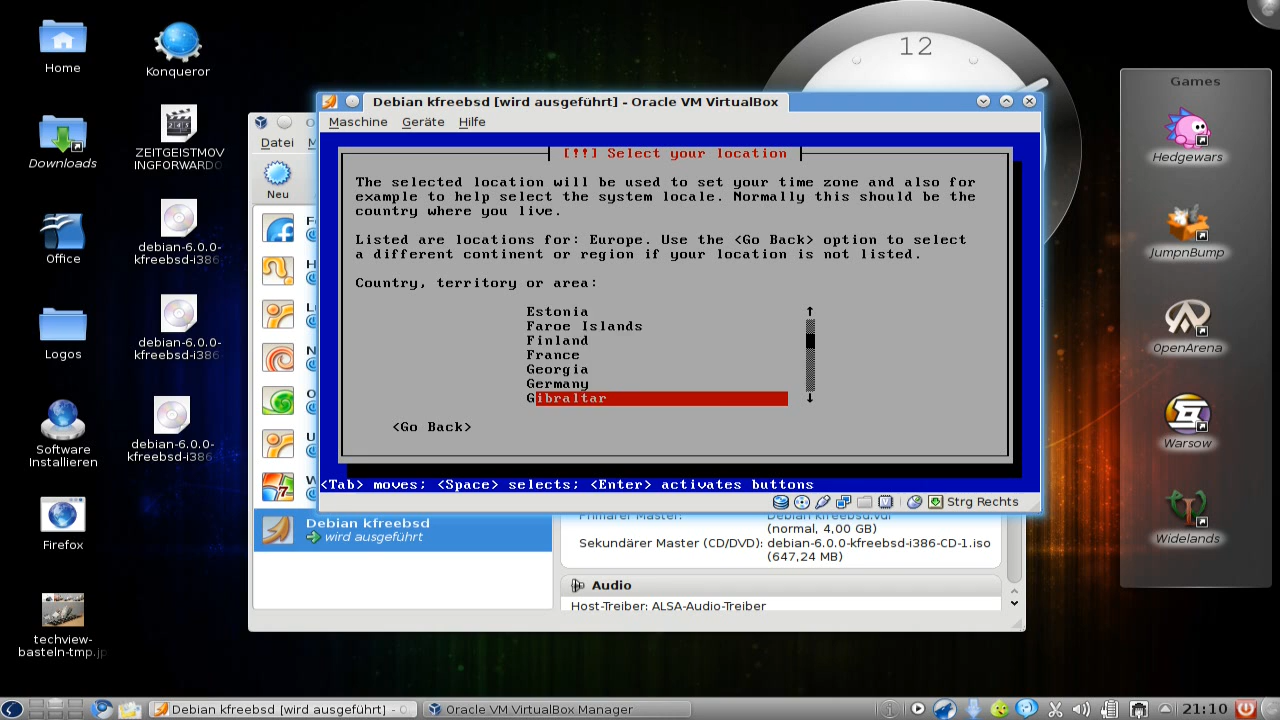 Home
Konqueror
Downloads
ZEITGEISTMOV
INGFORWARDO
Office
debian-6.0.0-
kfreebsd-i386-
Logos
debian-6.0.0-
kfreebsd-i386-
Software
Installieren
debian-6.0.0-
kfreebsd-i386-
Firefox
techview-
basteln-tmp.jp
12
Datei
Neu
Debian kfreebsd [wird ausgeführt] - Oracle VM VirtualBox
Maschine Geräte Hilfe
[!!] Select your location
The selected location will be used to set your time zone and also for
example to help select the system locale. Normally this should be the
country where you live.
Listed are locations for: Europe. Use the <Go Back> option to select
a different continent or region if your location is not listed.
Country, territory or area:
Estonia
Faroe Islands
Finland
France
Georgia
Germany
Gibraltar
<Go Back>
<Tab> moves; <Space> selects; <Enter> activates buttons
Strg Rechts
Debian kfreebsd
wird ausgeführt
Primärer Master: Debian kfreebsd.vdi
(normal, 4,00 GB)
Sekundärer Master (CD/DVD): debian-6.0.0-kfreebsd-i386-CD-1.iso
(647,24 MB)
Audio
Host-Treiber: ALSA-Audio-Treiber
Games
Hedgewars
JumpnBump
OpenArena
Warsow
Widelands
Debian kfreebsd [wird ausgeführt] - O
Oracle VM VirtualBox Manager
21:10